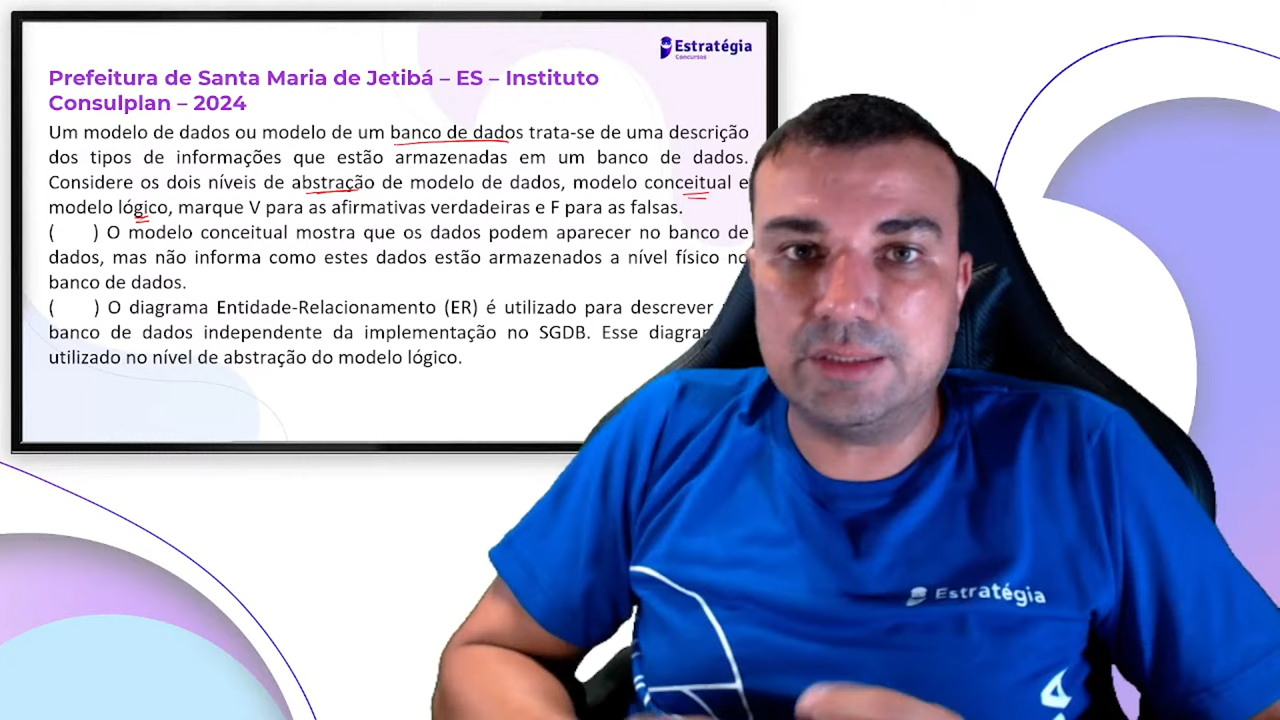 Estratégia
Concursos
Prefeitura de Santa Maria de Jetibá – ES – Instituto
Consulplan – 2024
Um modelo de dados ou modelo de um banco de dados trata-se de uma descrição
dos tipos de informações que estão armazenadas em um banco de dados.
Considere os dois níveis de abstração de modelo de dados, modelo conceitual e
modelo lógico, marque V para as afirmativas verdadeiras e F para as falsas.
( ) O modelo conceitual mostra que os dados podem aparecer no banco de
dados, mas não informa como estes dados estão armazenados a nível físico no
banco de dados.
( ) O diagrama Entidade-Relacionamento (ER) é utilizado para descrever
banco de dados independente da implementação no SGDB. Esse
utilizado no nível de abstração do modelo lógico.
Estratégia